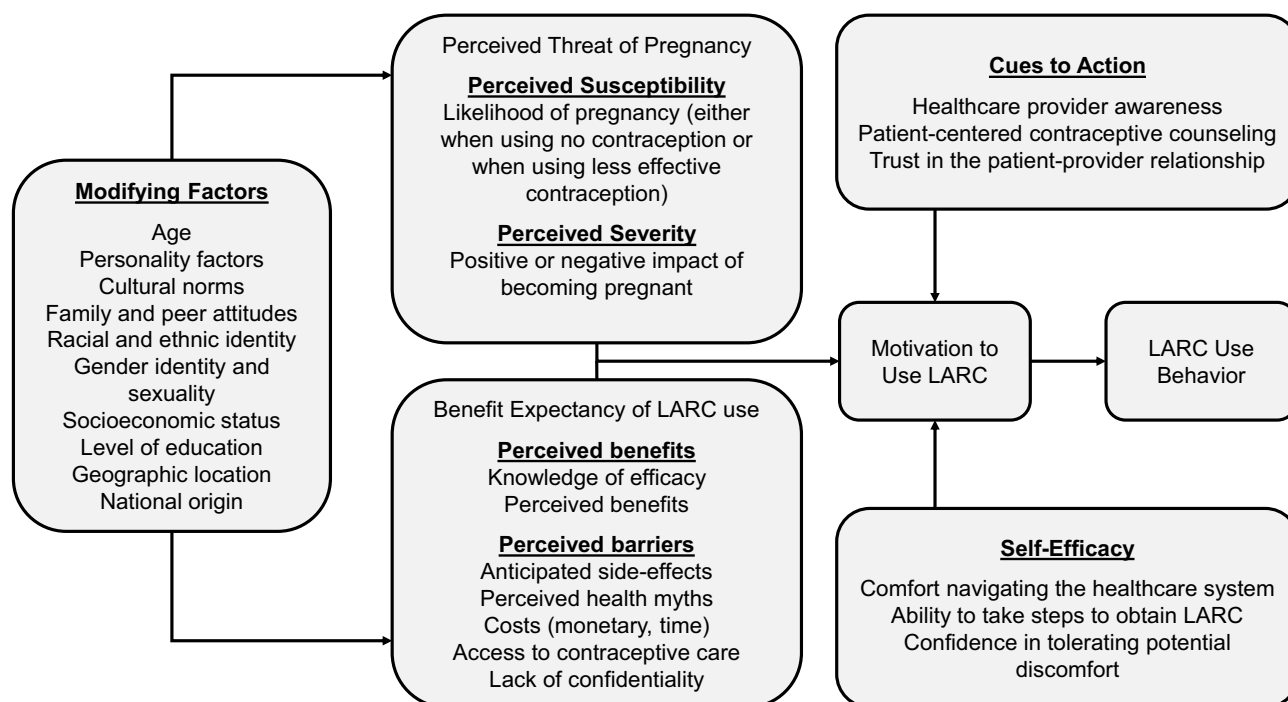 Modifying Factors
Age
Personality factors
Cultural norms
Family and peer attitudes
Racial and ethnic identity
Gender identity and
sexuality
Socioeconomic status
Level of education
Geographic location
National origin
Perceived Threat of Pregnancy
Perceived Susceptibility
Likelihood of pregnancy (either
when using no contraception or
when using less effective
contraception)
Perceived Severity
Positive or negative impact of
becoming pregnant
Benefit Expectancy of LARC use
Perceived benefits
Knowledge of efficacy
Perceived benefits
Perceived barriers
Anticipated side-effects
Perceived health myths
Costs (monetary, time)
Access to contraceptive care
Lack of confidentiality
Cues to Action
Healthcare provider awareness
Patient-centered contraceptive counseling
Trust in the patient-provider relationship
Motivation to
Use LARC
LARC Use
Behavior
Self-Efficacy
Comfort navigating the healthcare system
Ability to take steps to obtain LARC
Confidence in tolerating potential
discomfort